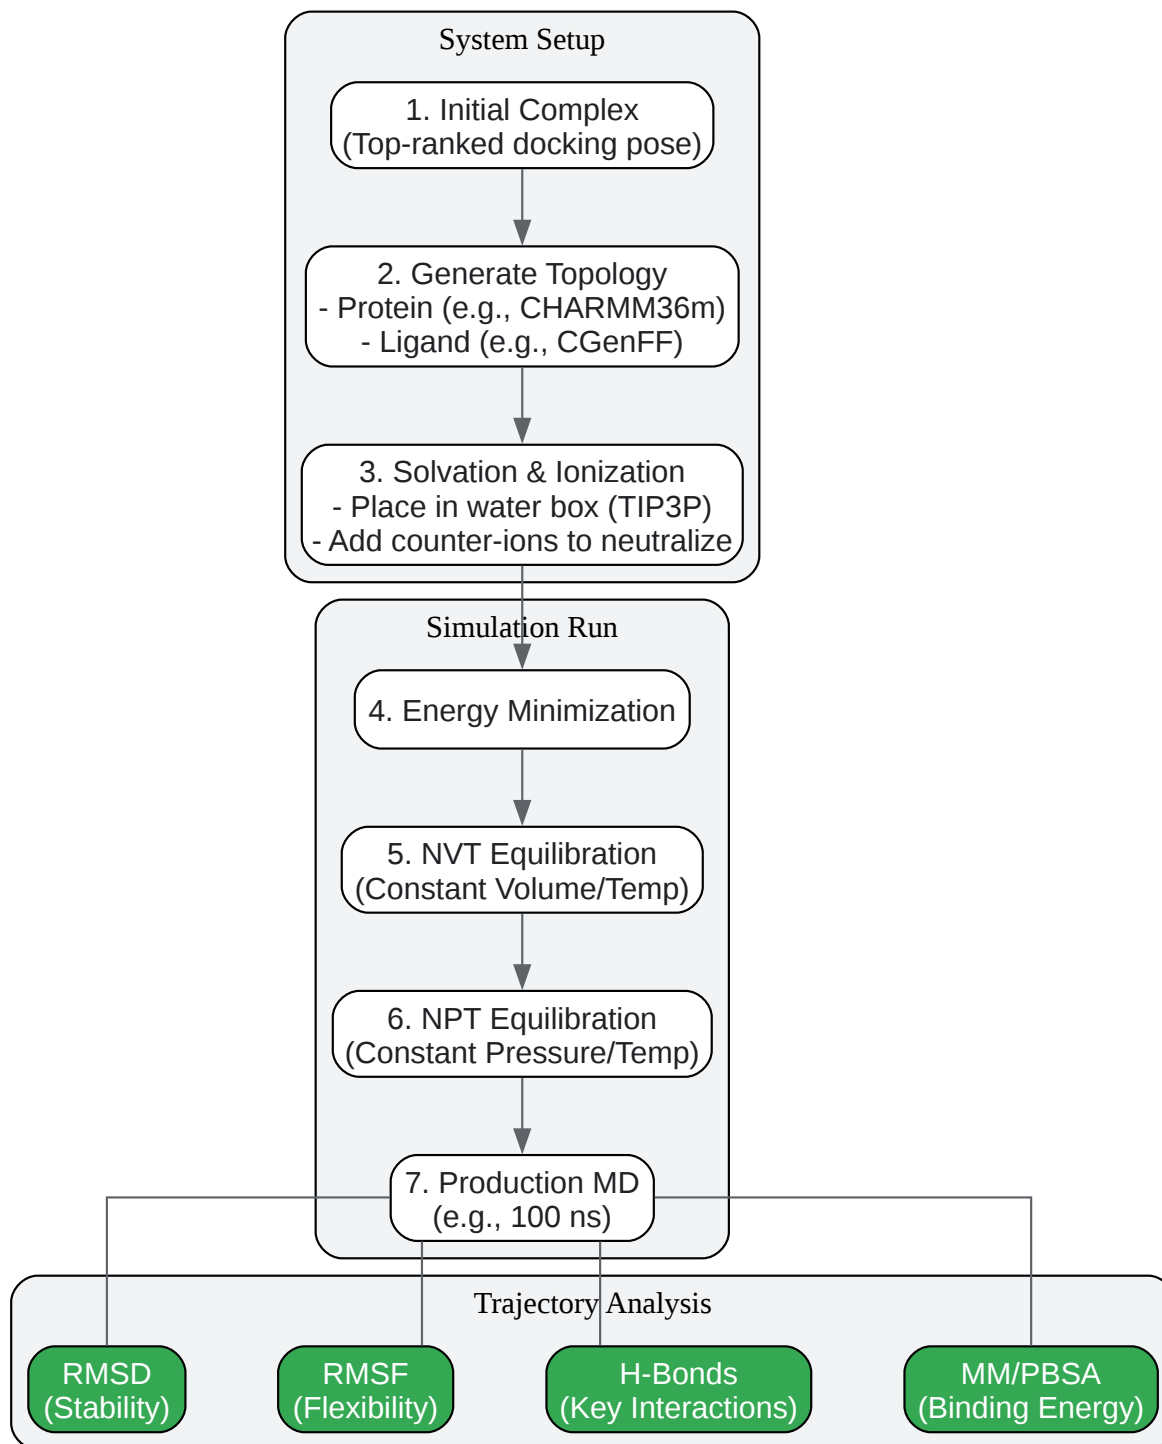 System Setup
1. Initial Complex
(Top-ranked docking pose)
2. Generate Topology
- Protein (e.g., CHARMM36m)
- Ligand (e.g., CGenFF)
3. Solvation & Ionization
- Place in water box (TIP3P)
- Add counter-ions to neutralize
Simulation Run
4. Energy Minimization
5. NVT Equilibration
(Constant Volume/Temp)
6. NPT Equilibration
(Constant Pressure/Temp)
7. Production MD
(e.g., 100 ns)
Trajectory Analysis
RMSD
(Stability)
RMSF
(Flexibility)
H-Bonds
(Key Interactions)
MM/PBSA
(Binding Energy)